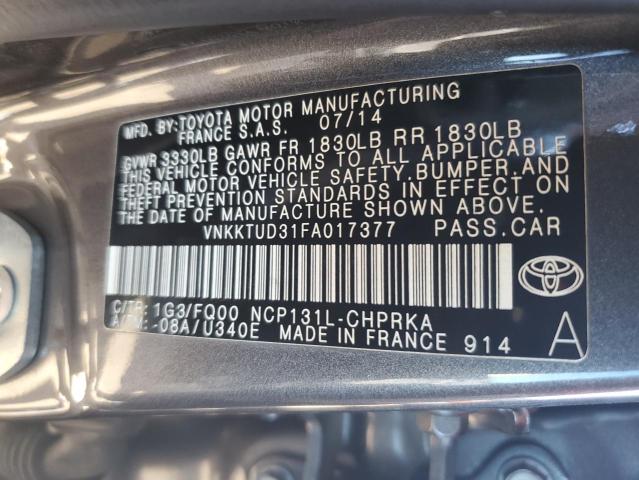 MFD.BY:TOYOTA MOTOR MANUFACTURING
FRANCE S.A.S. 07/14
GVWR 3330LB GAWR FR 1830LB RR 1830LB
THIS VEHICLE CONFORMS TO ALL APPLICABLE
FEDERAL MOTOR VEHICLE SAFETY,BUMPER,AND
THEFT PREVENTION STANDARDS IN EFFECT ON
THE DATE OF MANUFACTURE SHOWN ABOVE.
VNKKTUD31FA017377 PASS.CAR
C/TR: 1G3/FQ00 NCP131L-CHPRKA
A/TM: -08A/U340E MADE IN FRANCE 914
A